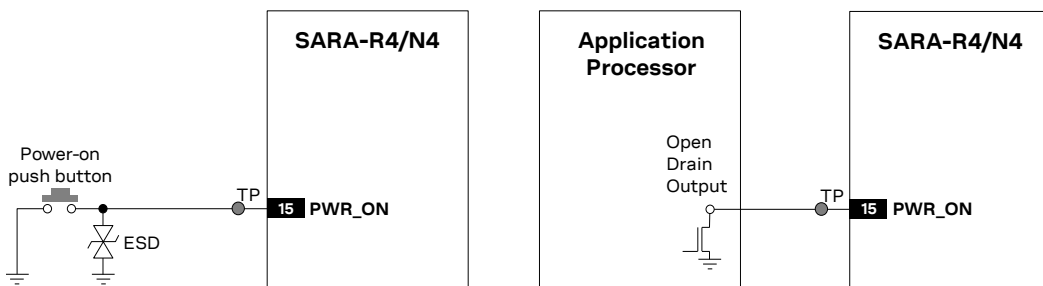 SARA-R4/N4
Power-on
push button
TP
15 PWR_ON
ESD
Application
Processor
Open
Drain
Output
SARA-R4/N4
TP
15 PWR_ON